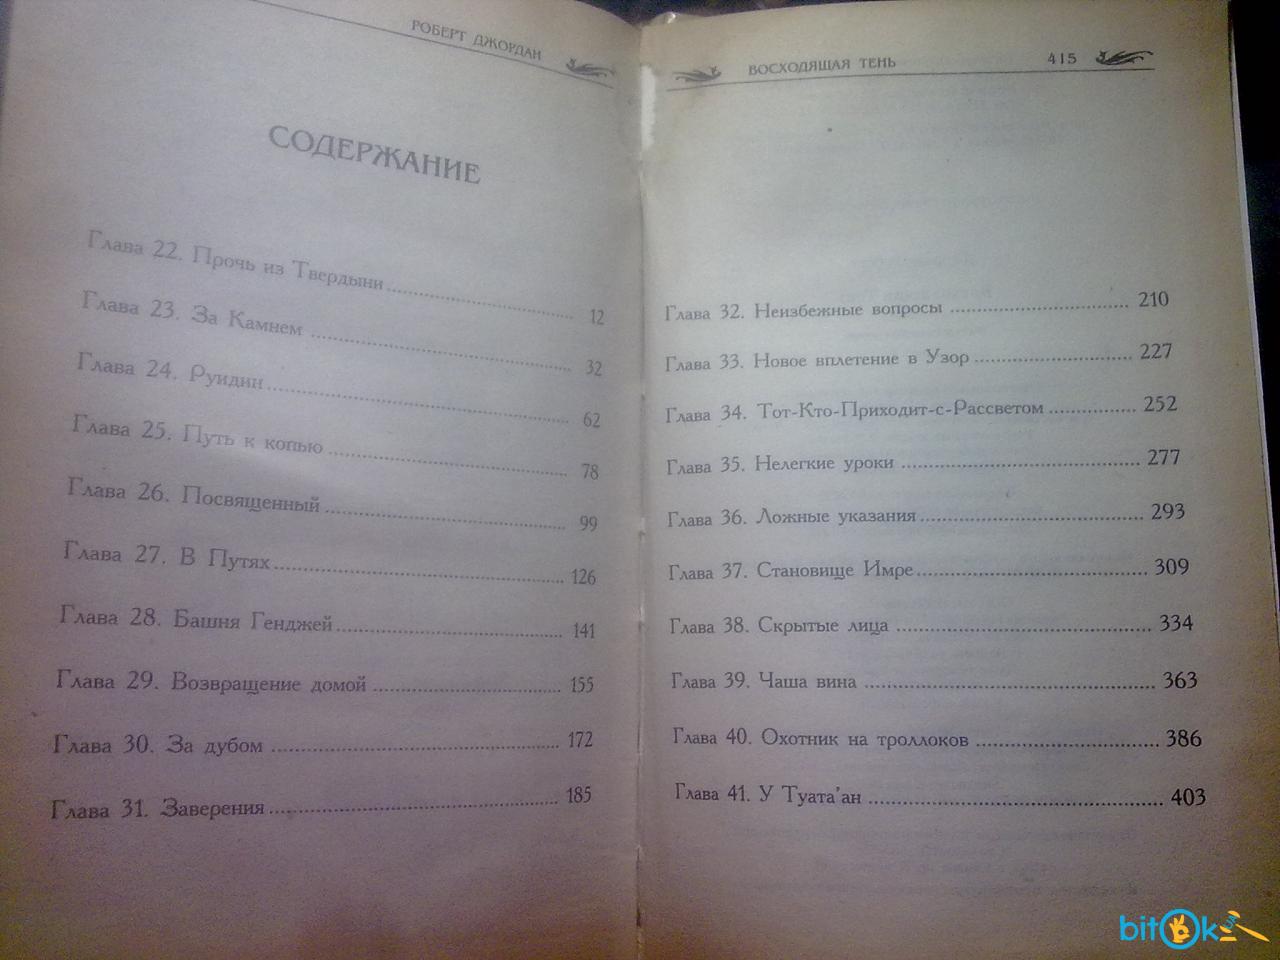 РОБЕРТ ДЖОРДАН
СОДЕРЖАНИЕ
Глава 22. Прочь из Твердыни ........ 12
Глава 23. За Камнем ........ 32
Глава 24. Руидин ........ 62
Глава 25. Путь к копью ........ 78
Глава 26. Посвященный ........ 99
Глава 27. В Путях ........ 126
Глава 28. Башня Генджей ........ 141
Глава 29. Возвращение домой ........ 155
Глава 30. За дубом ........ 172
Глава 31. Заверения ........ 185
ВОСХОДЯЩАЯ ТЕНЬ 415
Глава 32. Неизбежные вопросы ........ 210
Глава 33. Новое вплетение в Узор ........ 227
Глава 34. Тот-Кто-Приходит-с-Рассветом ........ 252
Глава 35. Нелегкие уроки ........ 277
Глава 36. Ложные указания ........ 293
Глава 37. Становище Имре ........ 309
Глава 38. Скрытые лица ........ 334
Глава 39. Чаша вина ........ 363
Глава 40. Охотник на троллоков ........ 386
Глава 41. У Туата'ан ........ 403
bitOk